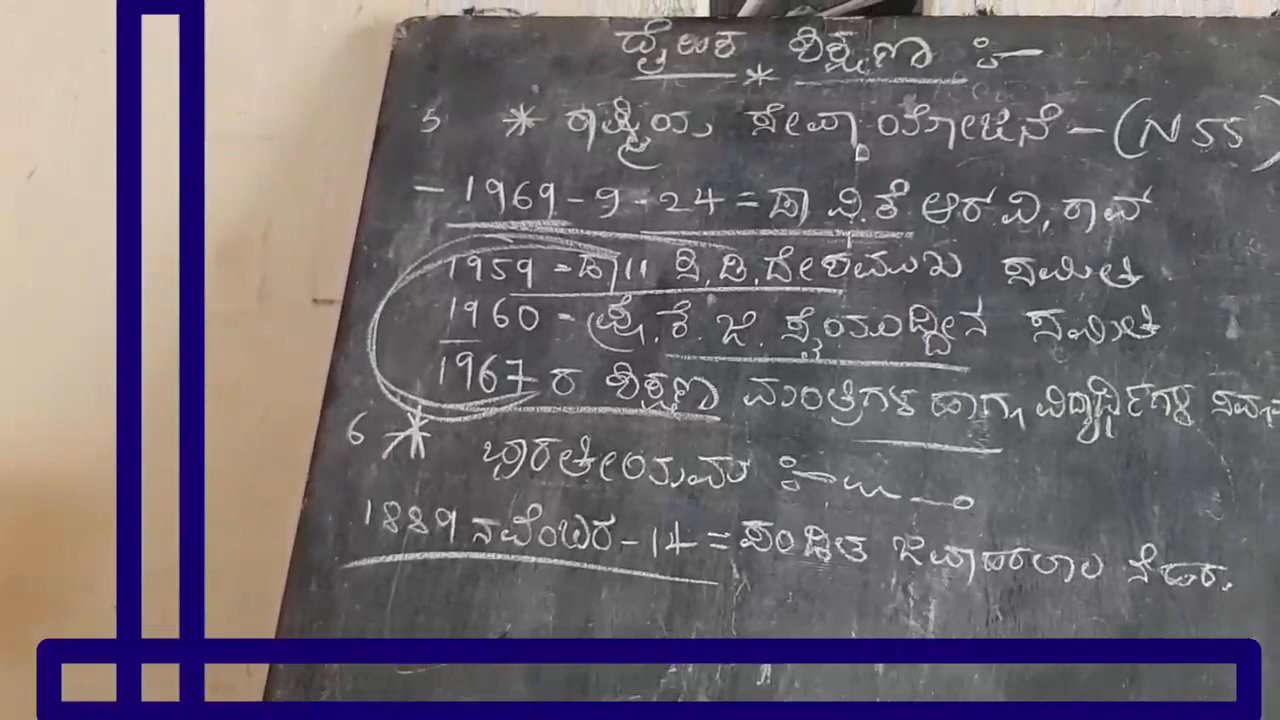 ದೈಹಿಕ ಶಿಕ್ಷಣ :-
5 * ರಾಷ್ಟ್ರೀಯ ಸೇವಾ ಯೋಜನೆ - (NSS)
- 1969 - 9 - 24 = ಡಾ ವಿ.ಕೆ ಆರ್ ವಿ. ರಾವ್
1959 = ಡಾ॥ ಸಿ.ಡಿ.ದೇಶಮುಖ ಸಮಿತಿ
1960 - ಪ್ರೊ. ಕೆ. ಜಿ. ಸೈಯಿದ್ದೀನ ಸಮಿತಿ
1967 ರ ಶಿಕ್ಷಣ ಮಂತ್ರಿಗಳ ಹಾಗೂ ವಿದ್ಯಾರ್ಥಿಗಳ
6 * ಭಾರತೀಯಮ
1889 ನವೆಂಬರ - 14 = ಪಂಡಿತ ಜವಾಹರಲಾಲ ನೆಹರು.